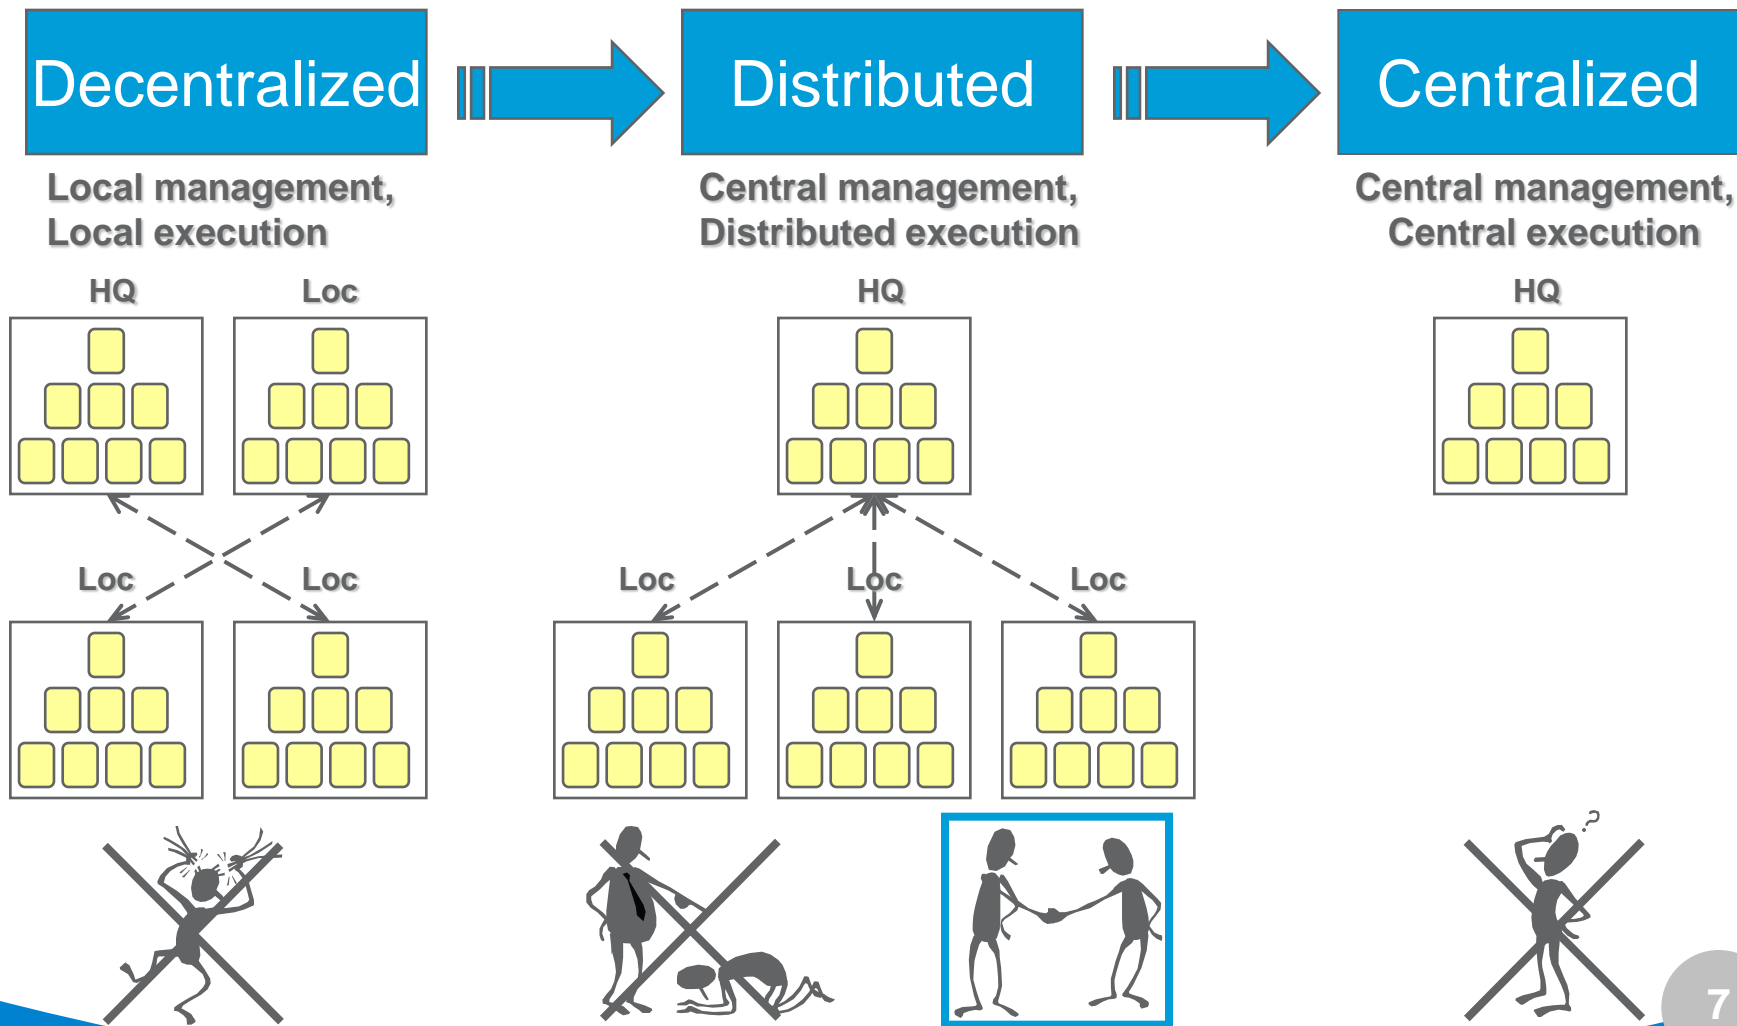 Decentralized
Distributed
Centralized
Local management,
Local execution
Central management,
Distributed execution
Central management,
Central execution
HQ
Loc
HQ
HQ
Loc
Loc
Loc
Loc
Loc
?
7